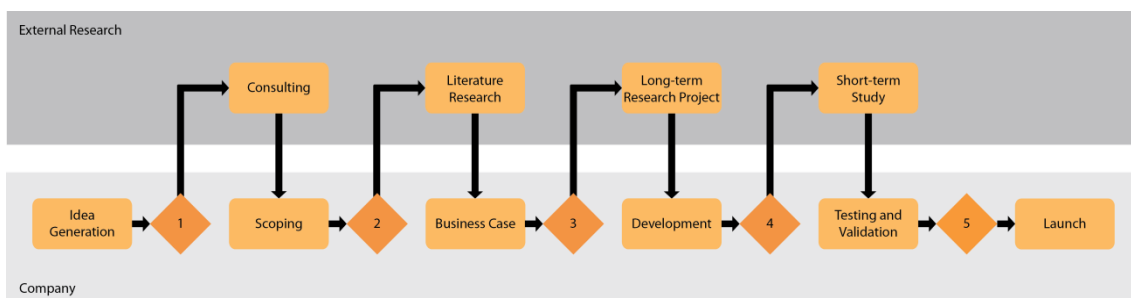 External Research
Consulting
Literature
Research
Long-term
Research Project
Short-term
Study
Idea
Generation
1
Scoping
2
Business Case
3
Development
4
Testing and
Validation
5
Launch
Company